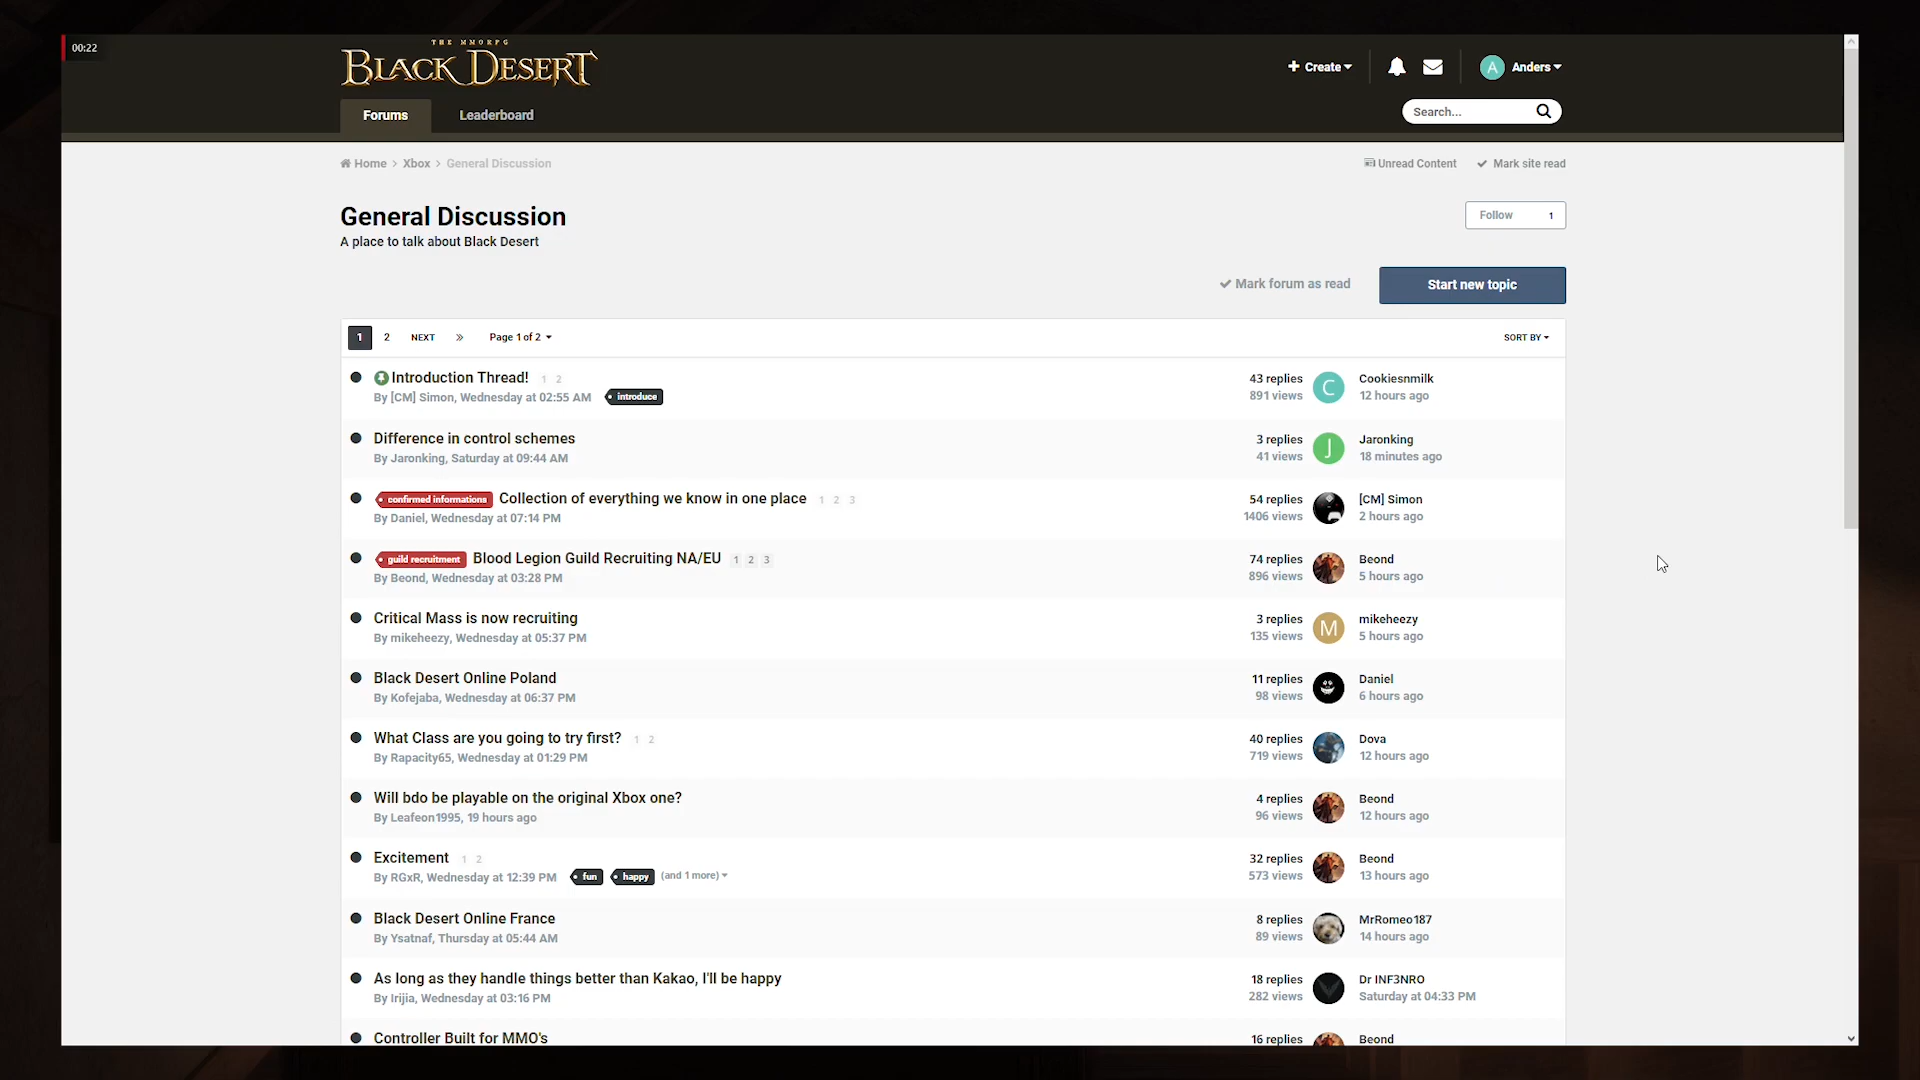 00:22
THE MMORPG
BLACK DESERT
Create
A Anders
Forums
Leaderboard
Search...
Home > Xbox > General Discussion
Unread Content
Mark site read
General Discussion
A place to talk about Black Desert
Follow 1
Mark forum as read
Start new topic
1 2 NEXT » Page 1 of 2
SORT BY
Introduction Thread! 1 2
By [CM] Simon, Wednesday at 02:55 AM introduce
43 replies
891 views
C
Cookiesnmilk
12 hours ago
Difference in control schemes
By Jaronking, Saturday at 09:44 AM
3 replies
41 views
J
Jaronking
18 minutes ago
confirmed informations Collection of everything we know in one place 1 2 3
By Daniel, Wednesday at 07:14 PM
54 replies
1406 views
[CM] Simon
2 hours ago
guild recruitment Blood Legion Guild Recruiting NA/EU 1 2 3
By Beond, Wednesday at 03:28 PM
74 replies
896 views
Beond
5 hours ago
Critical Mass is now recruiting
By mikeheezy, Wednesday at 05:37 PM
3 replies
135 views
M
mikeheezy
5 hours ago
Black Desert Online Poland
By Kofejaba, Wednesday at 06:37 PM
11 replies
98 views
Daniel
6 hours ago
What Class are you going to try first? 1 2
By Rapacity65, Wednesday at 01:29 PM
40 replies
719 views
Dova
12 hours ago
Will bdo be playable on the original Xbox one?
By Leafeon1995, 19 hours ago
4 replies
96 views
Beond
12 hours ago
Excitement 1 2
By RGxR, Wednesday at 12:39 PM fun happy (and 1 more)
32 replies
573 views
Beond
13 hours ago
Black Desert Online France
By Ysatnaf, Thursday at 05:44 AM
8 replies
89 views
MrRomeo187
14 hours ago
As long as they handle things better than Kakao, I'll be happy
By Irijia, Wednesday at 03:16 PM
18 replies
282 views
Dr INF3NRO
Saturday at 04:33 PM
Controller Built for MMO's
16 replies
Beond